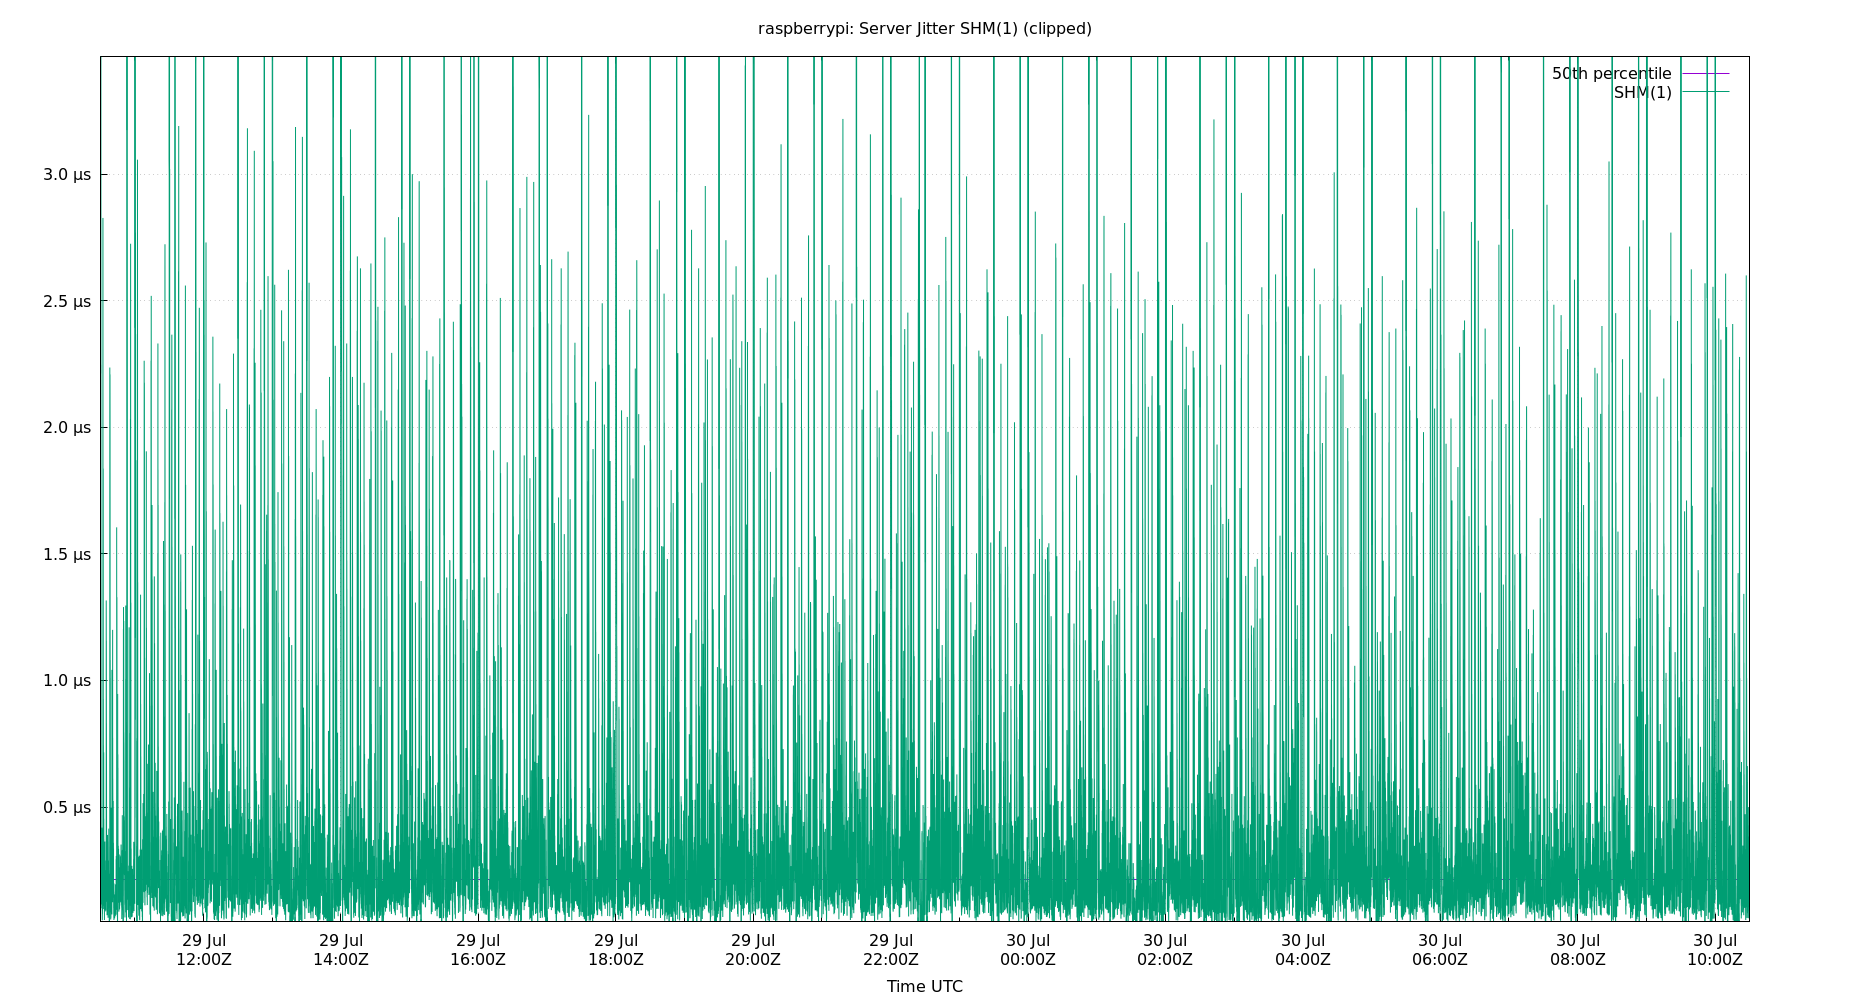 raspberrypi: Server Jitter SHM(1) (clipped)
50th percentile
SHM(1)
3.0 µs
2.5 µs
2.0 µs
1.5 µs
1.0 µs
0.5 µs
29 Jul 29 Jul 29 Jul 29 Jul 29 Jul 29 Jul 30 Jul 30 Jul 30 Jul 30 Jul 30 Jul 30 Jul
12:00Z 14:00Z 16:00Z 18:00Z 20:00Z 22:00Z 00:00Z 02:00Z 04:00Z 06:00Z 08:00Z 10:00Z
Time UTC